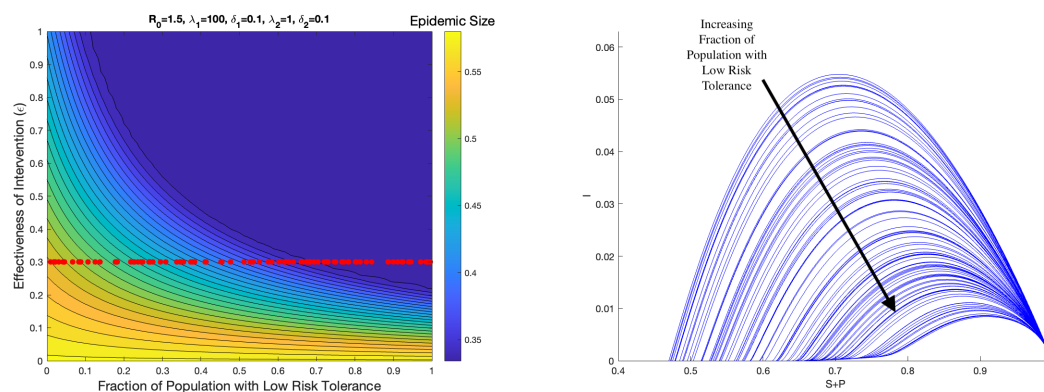 R0=1.5, λ1=100, δ1=0.1, λ2=1, δ2=0.1
Epidemic Size
Effectiveness of Intervention (ϵ)
1
0.9
0.8
0.7
0.6
0.5
0.4
0.3
0.2
0.1
0
0 0.1 0.2 0.3 0.4 0.5 0.6 0.7 0.8 0.9 1
Fraction of Population with Low Risk Tolerance
0.55
0.5
0.45
0.4
0.35
Increasing
Fraction of
Population with
Low Risk
Tolerance
I
0.06
0.05
0.04
0.03
0.02
0.01
0
0.4 0.5 0.6 0.7 0.8 0.9
S+P